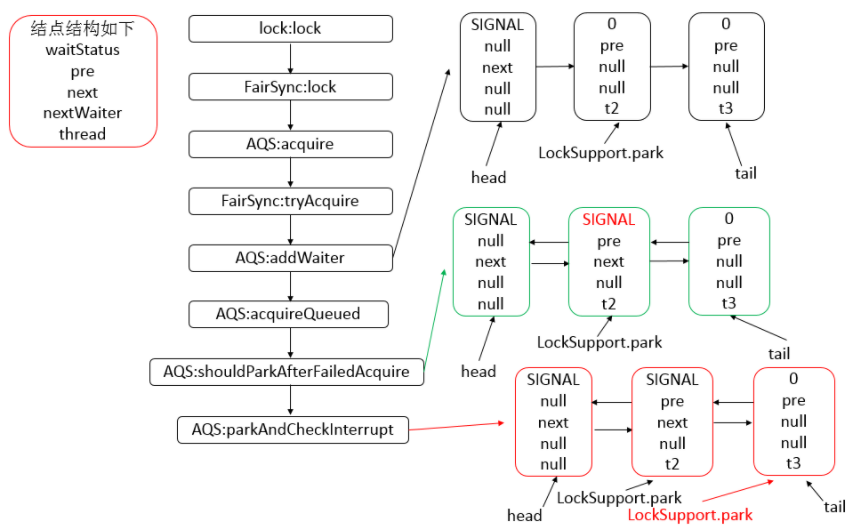 结点结构如下
waitStatus
pre
next
nextWaiter
thread
lock:lock
FairSync:lock
AQS:acquire
FairSync:tryAcquire
AQS:addWaiter
AQS:acquireQueued
AQS:shouldParkAfterFailedAcquire
AQS:parkAndCheckInterrupt
SIGNAL
null
next
null
null
0
pre
null
null
t2
0
pre
null
null
t3
head
LockSupport.park
tail
SIGNAL
null
next
null
null
SIGNAL
pre
next
null
t2
0
pre
null
null
t3
head
LockSupport.park
tail
SIGNAL
null
next
null
null
SIGNAL
pre
next
null
t2
0
pre
null
null
t3
head
LockSupport.park
LockSupport.park
tail